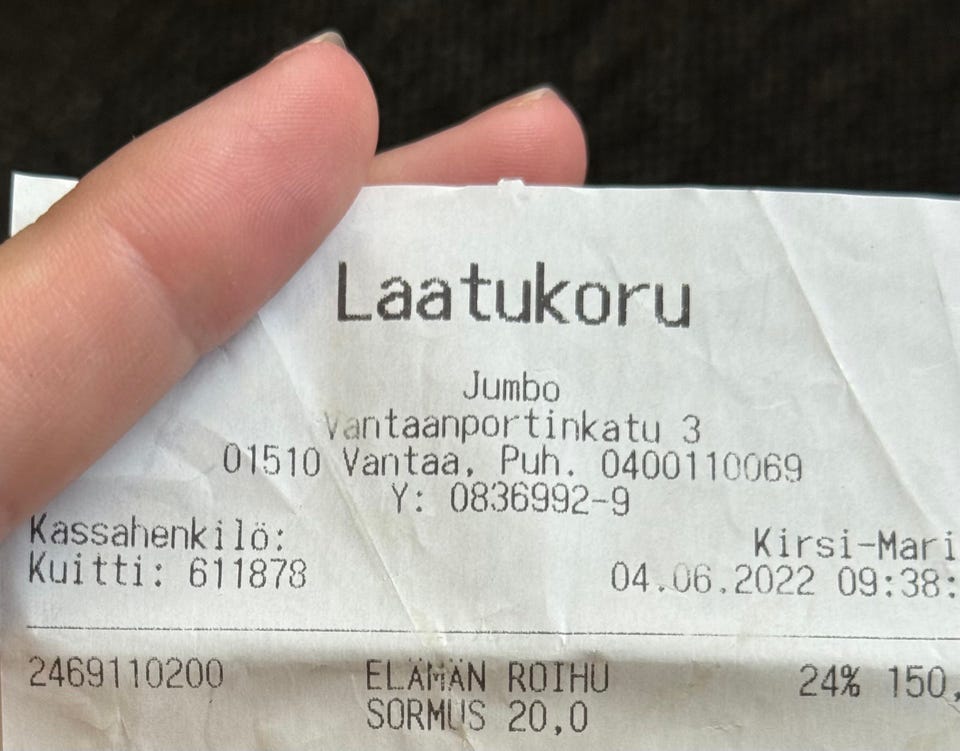 Laatukoru
Jumbo
Vantaanportinkatu 3
01510 Vantaa, Puh. 0400110069
Y: 0836992-9
Kassahenkilö: Kirsi-Mari
Kuitti: 611878 04.06.2022 09:38:
2469110200 ELÄMÄN ROIHU 24% 150,
SORMUS 20,0